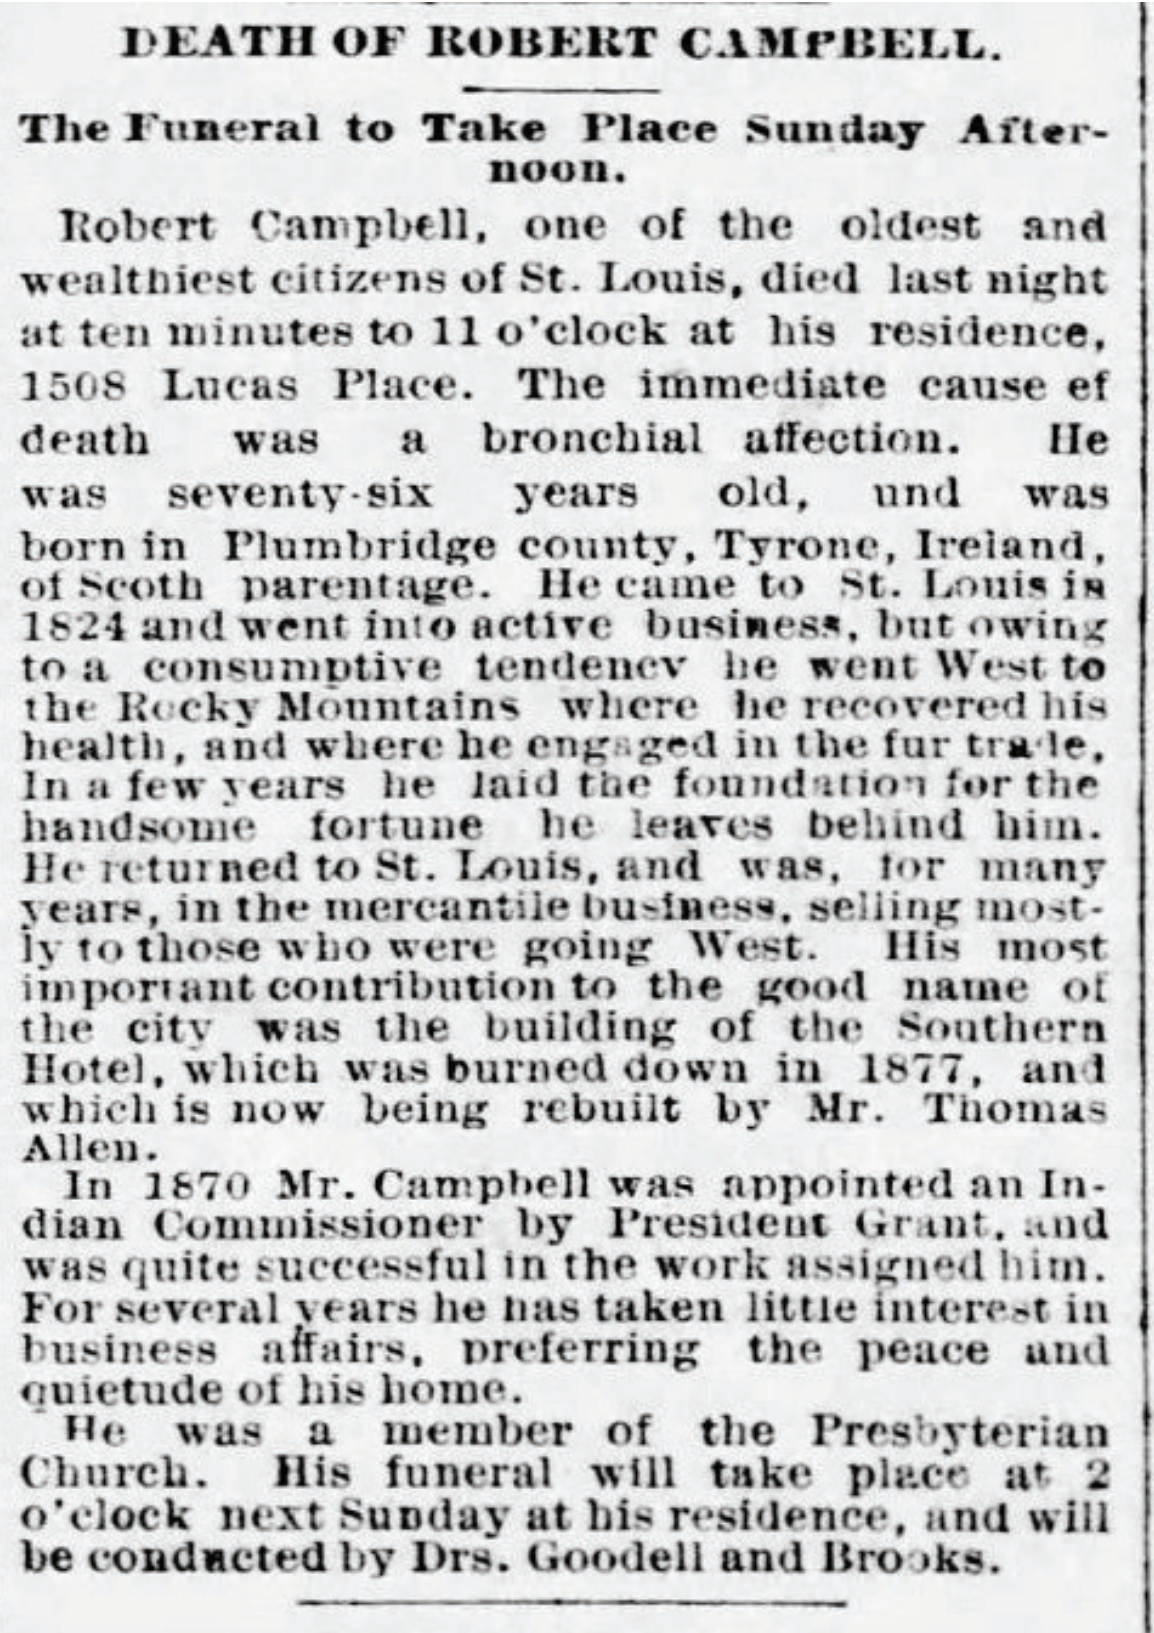 DEATH OF ROBERT CAMPBELL.
The Funeral to Take Place Sunday After-
noon.
Robert Campbell, one of the oldest and
wealthiest citizens of St. Louis, died last night
at ten minutes to 11 o'clock at his residence,
1508 Lucas Place. The immediate cause ef
death was a bronchial affection. He
was seventy-six years old, und was
born in Plumbridge county, Tyrone, Ireland,
of Scoth parentage. He came to St. Louis in
1824 and went into active business, but owing
to a consumptive tendency he went West to
the Rocky Mountains where he recovered his
health, and where he engaged in the fur trade,
In a few years he laid the foundation for the
handsome fortune he leaves behind him.
He returned to St. Louis, and was, for many
years, in the mercantile business, selling most-
ly to those who were going West. His most
important contribution to the good name of
the city was the building of the Southern
Hotel, which was burned down in 1877, and
which is now being rebuilt by Mr. Thomas
Allen.
In 1870 Mr. Campbell was appointed an In-
dian Commissioner by President Grant, and
was quite successful in the work assigned him.
For several years he has taken little interest in
business affairs, preferring the peace and
quietude of his home.
He was a member of the Presbyterian
Church. His funeral will take place at 2
o'clock next Sunday at his residence, and will
be conducted by Drs. Goodell and Brooks.